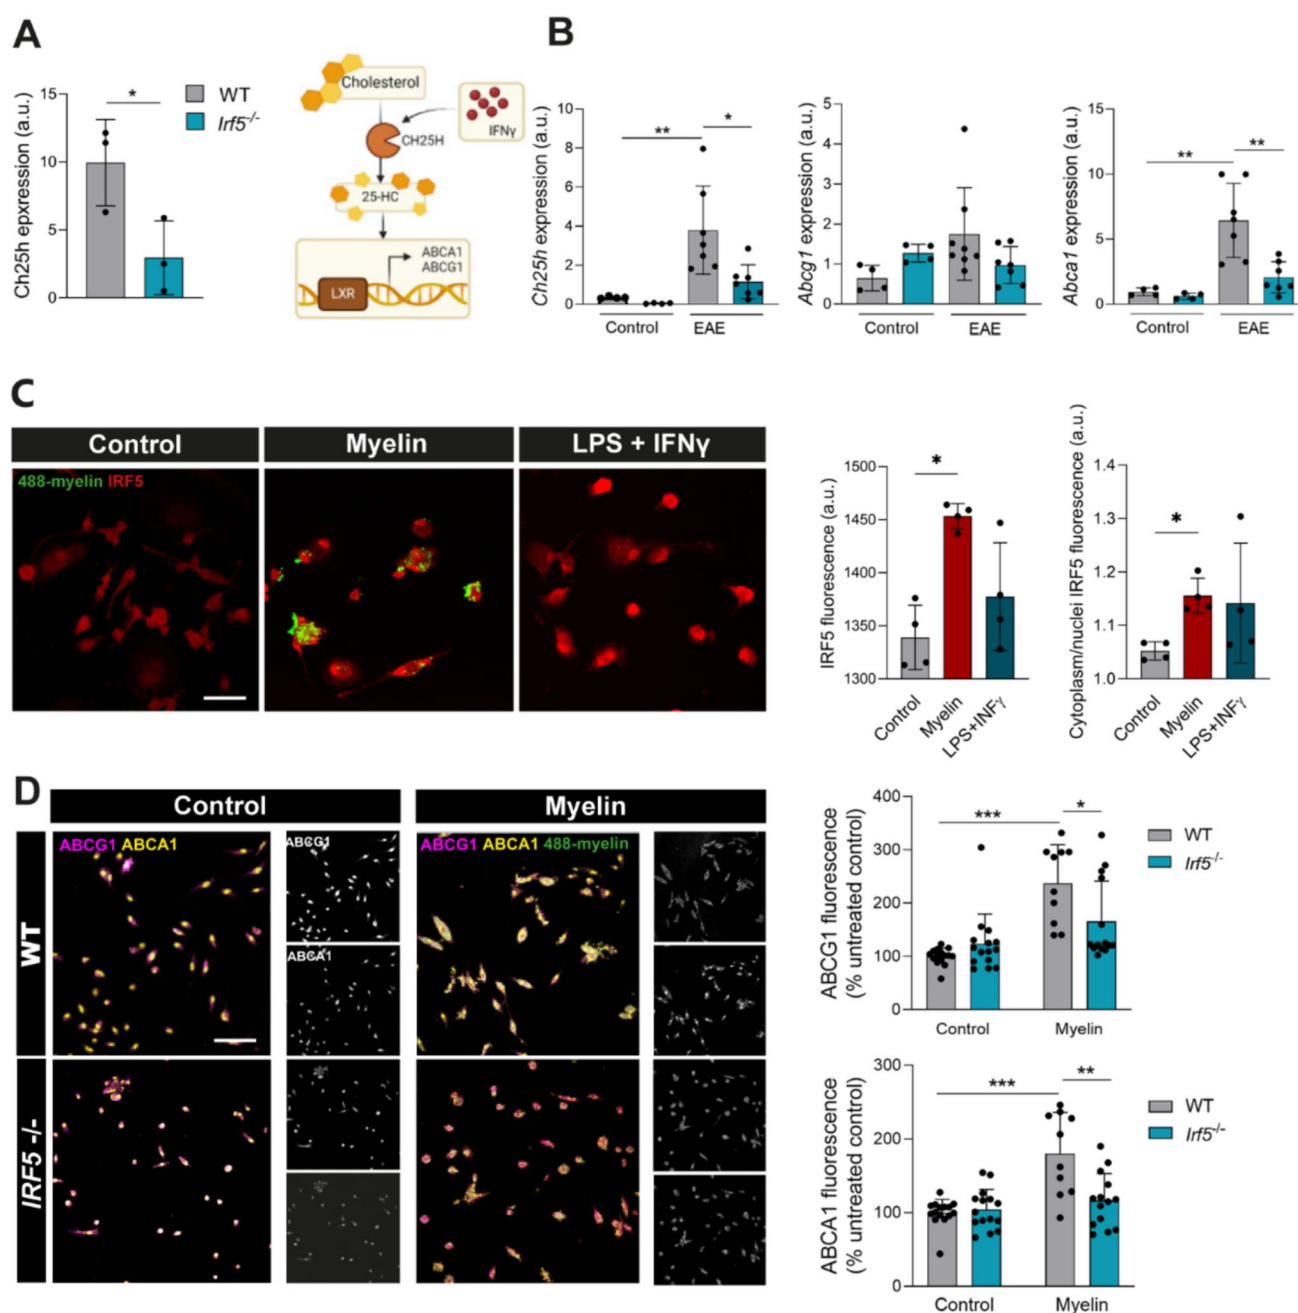 A
Ch25h epxression (a.u.)
15
10
5
0
*
WT
Irf5-/-
Cholesterol
IFNγ
CH25H
25-HC
ABCA1
ABCG1
LXR
B
Ch25h expression (a.u.)
10
8
6
4
2
0
**
*
Control
EAE
Abcg1 expression (a.u.)
5
4
3
2
1
0
Control
EAE
Abca1 expression (a.u.)
15
10
5
0
**
**
Control
EAE
C
Control
Myelin
LPS + IFNγ
488-myelin IRF5
IRF5 fluorescence (a.u.)
1500
1450
1400
1350
1300
*
Control
Myelin
LPS+INFγ
Cytoplasm/nuclei IRF5 fluorescence (a.u.)
1.4
1.3
1.2
1.1
1.0
*
Control
Myelin
LPS+INFγ
D
Control
Myelin
WT
IRF5 -/-
ABCG1 ABCA1
ABCG1
ABCA1
ABCG1 ABCA1 488-myelin
ABCG1 fluorescence
(% untreated control)
400
300
200
100
0
***
*
WT
Irf5-/-
Control
Myelin
ABCA1 fluorescence
(% untreated control)
300
200
100
0
***
**
WT
Irf5-/-
Control
Myelin